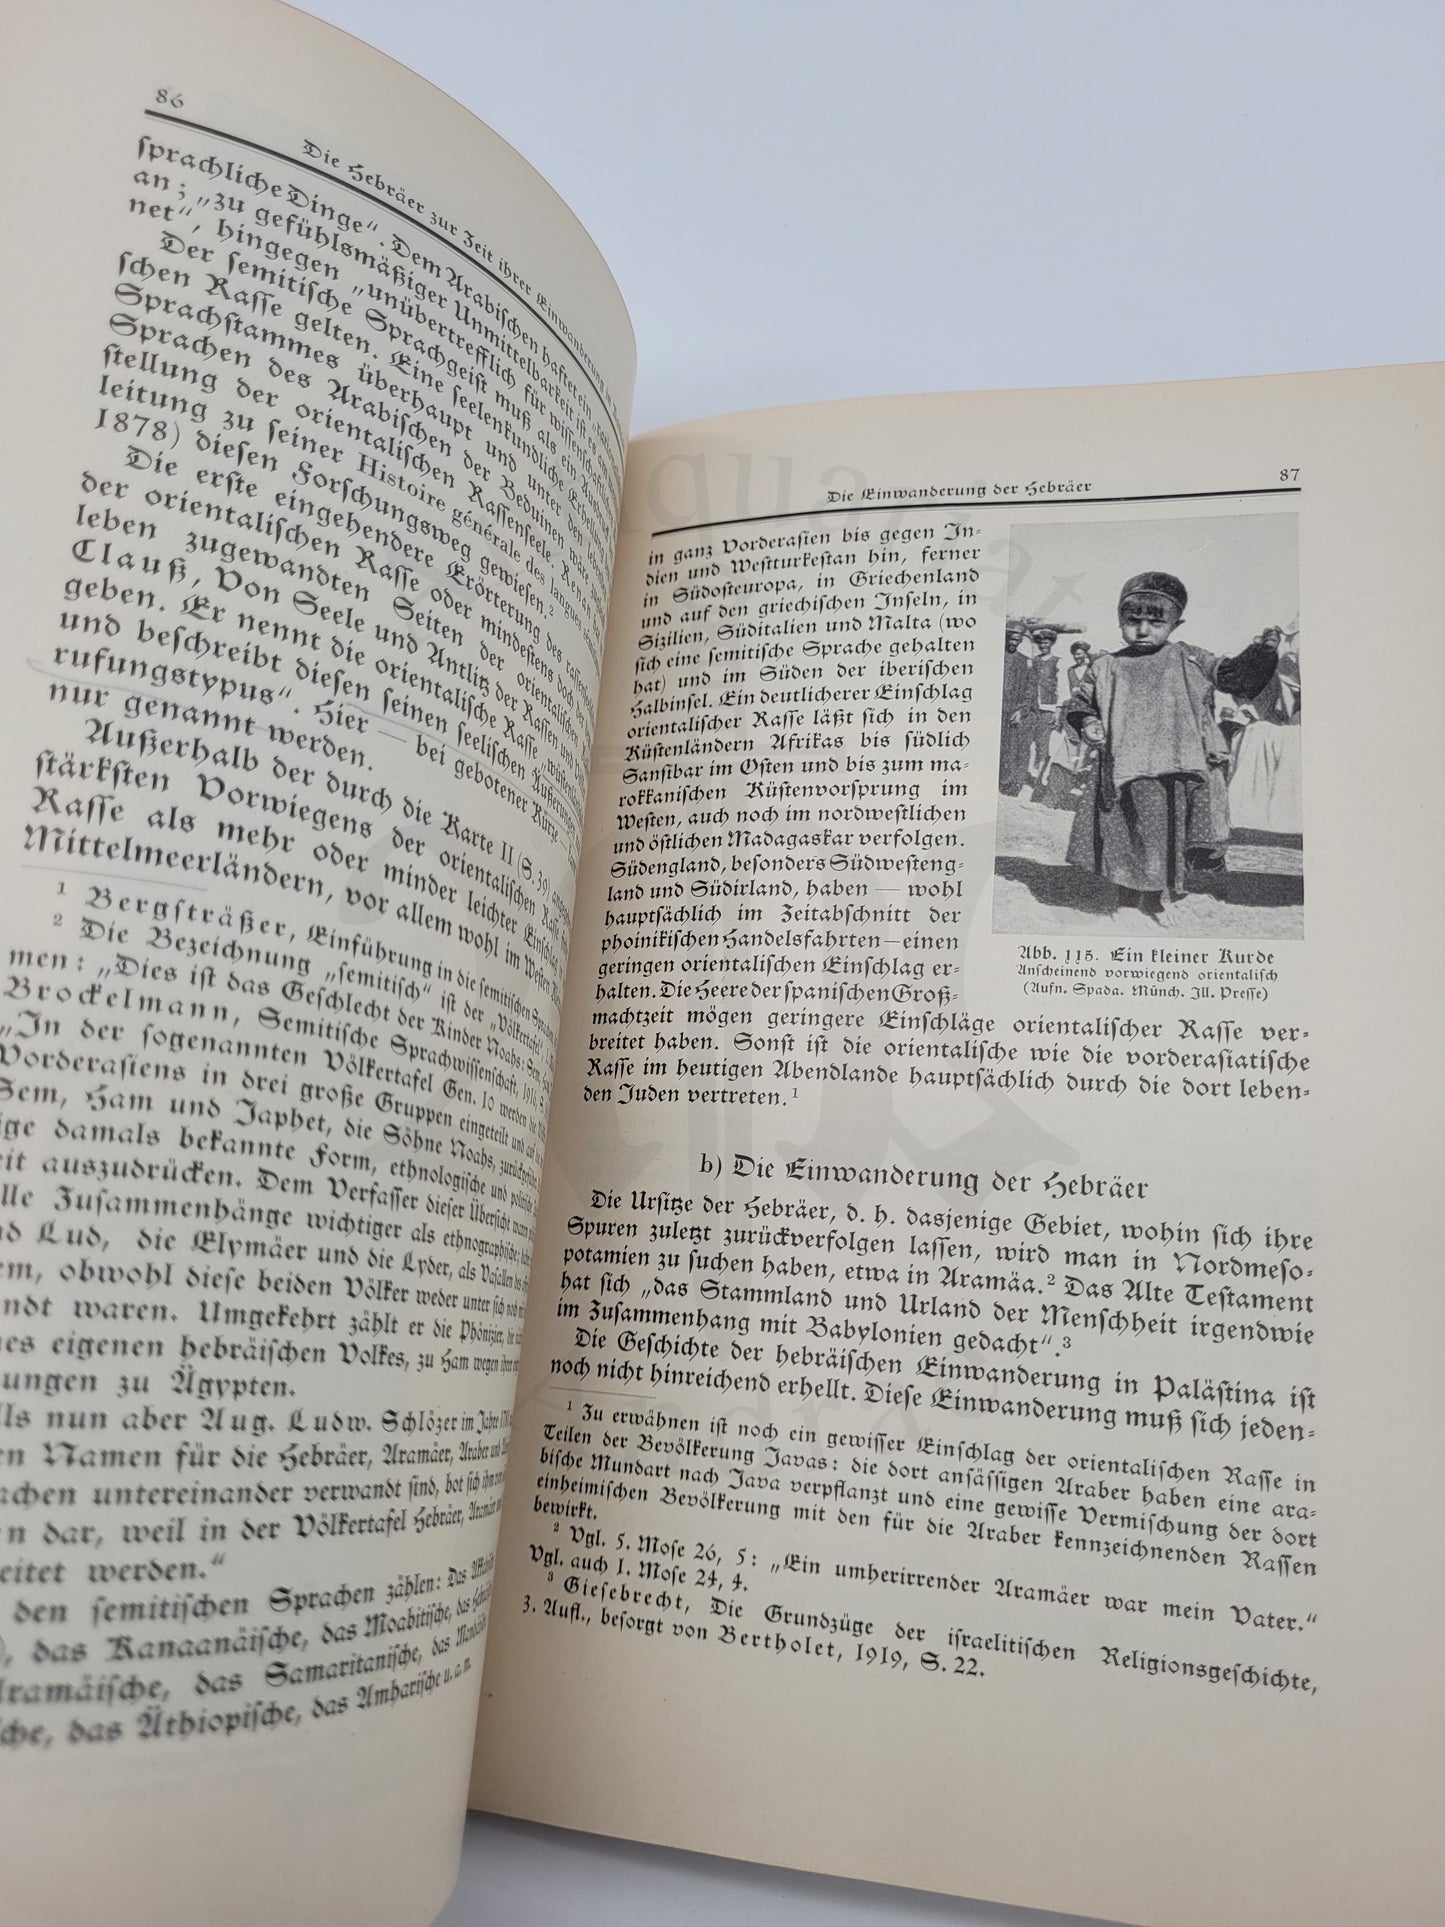 86
Die Hebräer zur Zeit ihrer Einwanderung in
sprachliche Dinge“. Dem Arabischen haftet ein
an; „zu gefühlsmäßiger Unmittelbarkeit ist es am
net“, hingegen „unübertrefflich für wissenschaftliche
Der semitische Sprachgeist muß als ein Ausdruck
schen Rasse gelten. Eine seelenkundliche Erhellung
Sprachstammes überhaupt und unter den lebenden
Sprachen des Arabischen der Beduinen wäre
stellung der orientalischen Rassenseele. Renan hat
leitung zu seiner Histoire générale des langues
1878) diesen Forschungsweg gewiesen.²
Die erste eingehendere Erörterung des
der orientalischen Rasse oder mindestens doch der
leben zugewandten Seiten der orientalischen
Clauß, Von Seele und Antlitz der Rassen und
geben. Er nennt die orientalische Rasse
und beschreibt diesen seinen seelischen Äußerungen
rufungstypus“. Hier — bei gebotener Kürze —
nur genannt werden.
Außerhalb der durch die Karte II (S. 39)
stärksten Vorwiegens der orientalischen Rasse
Rasse als mehr oder minder leichter Einschlag
Mittelmeerländern, vor allem wohl im Westen
¹ Bergsträßer, Einführung in die semitischen Sprachen
² Die Bezeichnung „semitisch“ ist der „Völkertafel“
men: „Dies ist das Geschlecht der Kinder Noahs: Sem,
Brockelmann, Semitische Sprachwissenschaft, 1916,
„In der sogenannten Völkertafel Gen. 10 werden die
Vorderasiens in drei große Gruppen eingeteilt und auf
Sem, Ham und Japhet, die Söhne Noahs,
ige damals bekannte Form, ethnologische und
eit auszudrücken. Dem Verfasser dieser Übersicht waren
lle Zusammenhänge wichtiger als ethnographische;
nd Lud, die Elymäer und die Lyder, als Vasallen
em, obwohl diese beiden Völker weder unter sich noch
ndt waren. Umgekehrt zählt er die Phönizier, die
es eigenen hebräischen Volkes, zu Ham wegen ihrer
ungen zu Ägypten.
lls nun aber Aug. Ludw. Schlözer im Jahre
en Namen für die Hebräer, Aramäer, Araber und
achen untereinander verwandt sind, bot sich ihm
en dar, weil in der Völkertafel Hebräer, Aramäer
eitet werden.“
den semitischen Sprachen zählen: Das
das Kanaanäische, das Moabitische, das
ramäische, das Samaritanische, das
sche, das Äthiopische, das Amharische u. a. m.
Die Einwanderung der Hebräer
87
in ganz Vorderasien bis gegen In-
dien und Westturkestan hin, ferner
in Südosteuropa, in Griechenland
und auf den griechischen Inseln, in
Sizilien, Süditalien und Malta (wo
sich eine semitische Sprache gehalten
hat) und im Süden der iberischen
Halbinsel. Ein deutlicherer Einschlag
orientalischer Rasse läßt sich in den
Küstenländern Afrikas bis südlich
Sansibar im Osten und bis zum ma-
rokkanischen Küstenvorsprung im
Westen, auch noch im nordwestlichen
und östlichen Madagaskar verfolgen.
Südengland, besonders Südwesteng-
land und Südirland, haben — wohl
hauptsächlich im Zeitabschnitt der
phoinikischen Handelsfahrten — einen
geringen orientalischen Einschlag er-
halten. Die Heere der spanischen Groß-
machtzeit mögen geringere Einschläge orientalischer Rasse ver-
breitet haben. Sonst ist die orientalische wie die vorderasiatische
Rasse im heutigen Abendlande hauptsächlich durch die dort leben-
den Juden vertreten.¹
Abb. 115. Ein kleiner Kurde
Anscheinend vorwiegend orientalisch
(Aufn. Spada. Münch. Ill. Presse)
b) Die Einwanderung der Hebräer
Die Ursitze der Hebräer, d. h. dasjenige Gebiet, wohin sich ihre
Spuren zuletzt zurückverfolgen lassen, wird man in Nordmeso-
potamien zu suchen haben, etwa in Aramäa.² Das Alte Testament
hat sich „das Stammland und Urland der Menschheit irgendwie
im Zusammenhang mit Babylonien gedacht“.³
Die Geschichte der hebräischen Einwanderung in Palästina ist
noch nicht hinreichend erhellt. Diese Einwanderung muß sich jeden-
¹ Zu erwähnen ist noch ein gewisser Einschlag der orientalischen Rasse in
Teilen der Bevölkerung Javas: die dort ansässigen Araber haben eine ara-
bische Mundart nach Java verpflanzt und eine gewisse Vermischung der dort
einheimischen Bevölkerung mit den für die Araber kennzeichnenden Rassen
bewirkt.
² Vgl. 5. Mose 26, 5: „Ein umherirrender Aramäer war mein Vater.“
Vgl. auch 1. Mose 24, 4.
³ Giesebrecht, Die Grundzüge der israelitischen Religionsgeschichte,
3. Aufl., besorgt von Bertholet, 1919, S. 22.